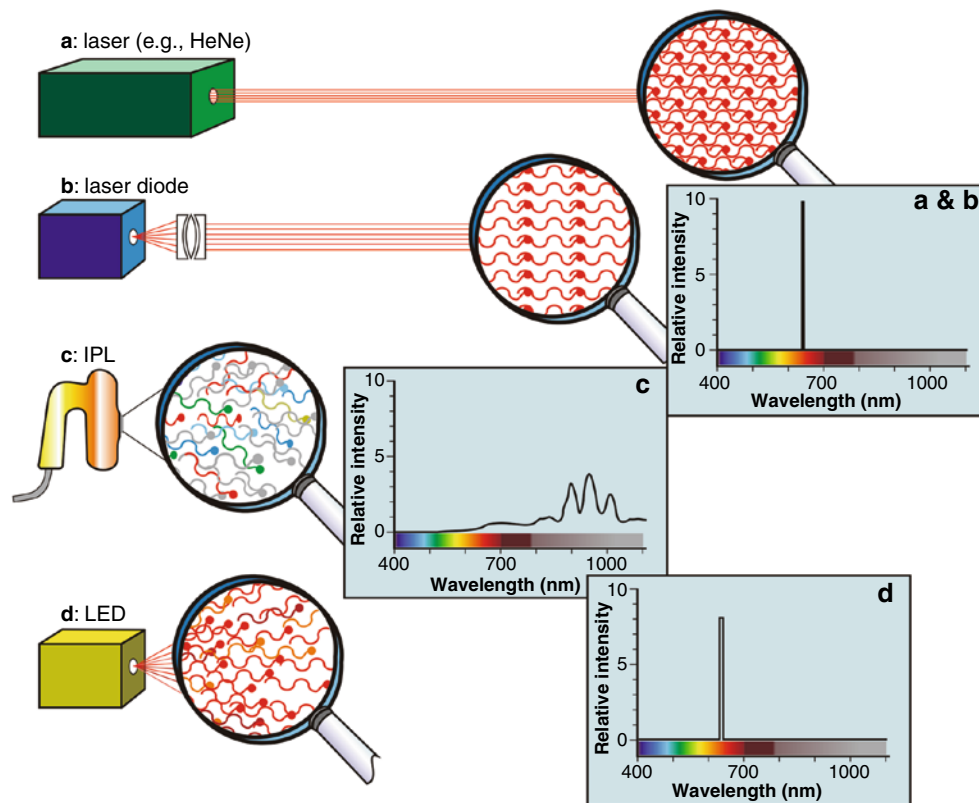 a: laser (e.g., HeNe)
b: laser diode
a & b
10
5
0
Relative intensity
400
700
1000
Wavelength (nm)
c: IPL
c
10
5
0
Relative intensity
400
700
1000
Wavelength (nm)
d: LED
d
10
5
0
Relative intensity
400
700
1000
Wavelength (nm)